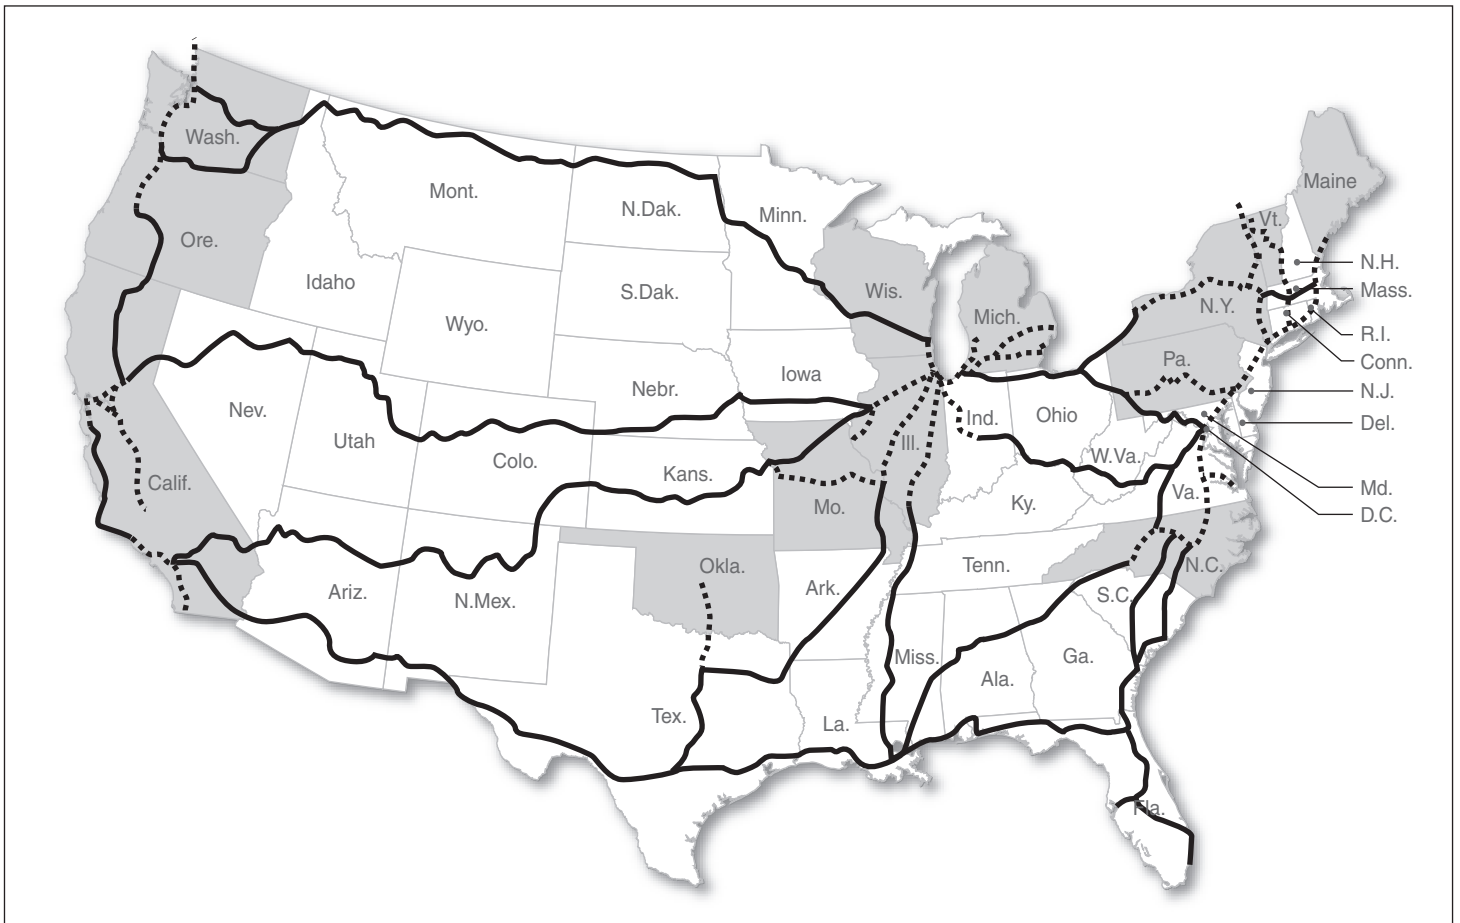 Wash.
Mont.
N.Dak.
Minn.
Maine
Vt.
Ore.
Idaho
S.Dak.
Wis.
Mich.
N.Y.
N.H.
Mass.
Wyo.
R.I.
Conn.
Pa.
Iowa
Nebr.
N.J.
Nev.
Utah
Colo.
Ill.
Ind.
Ohio
Del.
Calif.
Kans.
Mo.
W.Va.
Va.
Ky.
Md.
D.C.
Ariz.
N.Mex.
Okla.
Ark.
Tenn.
N.C.
S.C.
Miss.
Ala.
Ga.
Tex.
La.
Fla.